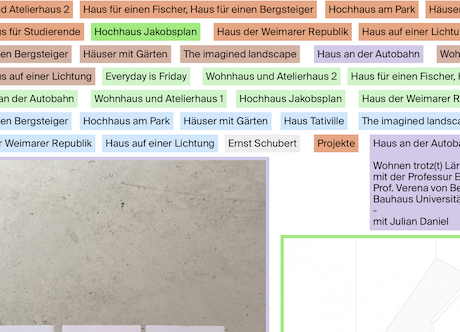 nd Atelierhaus 2 Haus für einen Fischer, Haus für einen Bergsteiger Hochhaus am Park Häuser
s für Studierende Hochhaus Jakobsplan Haus der Weimarer Republik Haus auf einer Lichtu
en Bergsteiger Häuser mit Gärten The imagined landscape Haus an der Autobahn Woh
s auf einer Lichtung Everyday is Friday Wohnhaus und Atelierhaus 2 Haus für einen Fischer, H
an der Autobahn Wohnhaus und Atelierhaus 1 Hochhaus Jakobsplan Haus der Weimarer R
en Bergsteiger Hochhaus am Park Häuser mit Gärten Haus Tativille The imagined landsca
r Weimarer Republik Haus auf einer Lichtung Ernst Schubert Projekte Haus an der Autoba
Wohnen trotz(t) Lär
mit der Professur E
Prof. Verena von Be
Bauhaus Universitä
-
mit Julian Daniel